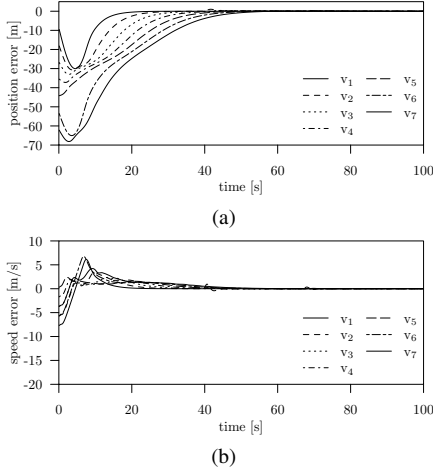 0
-10
-20
-30
-40
-50
-60
-70
position error [m]
v1 v5
v2 v6
v3 v7
v4
0 20 40 60 80 100
time [s]
(a)
10
5
0
-5
-10
-15
-20
speed error [m/s]
v1 v5
v2 v6
v3 v7
v4
0 20 40 60 80 100
time [s]
(b)